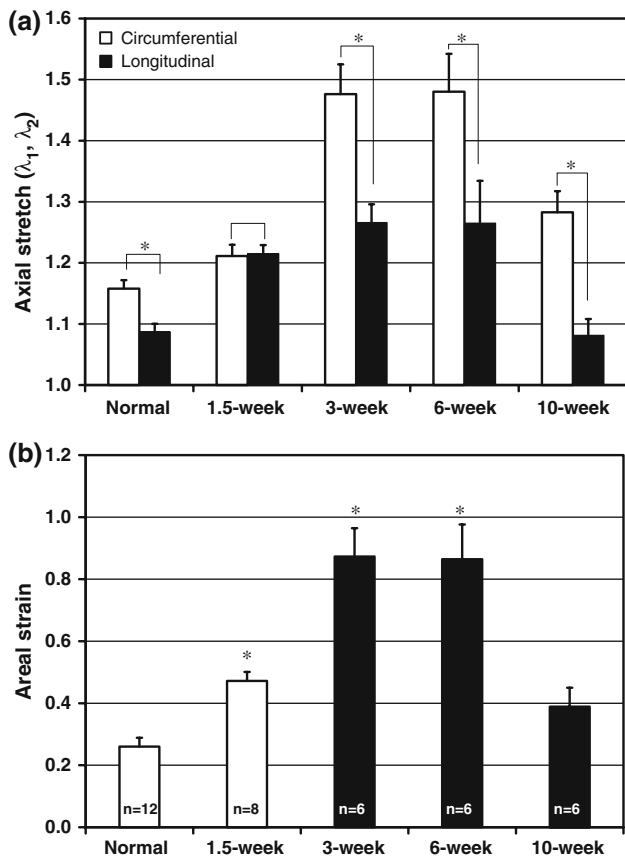 (a)
1.6
1.5
1.4
1.3
1.2
1.1
1.0
Axial stretch (λ₁, λ₂)
Circumferential
Longitudinal
*
*
*
*
Normal 1.5-week 3-week 6-week 10-week
(b)
1.2
1.0
0.8
0.6
0.4
0.2
0.0
Areal strain
*
*
*
n=12 n=8 n=6 n=6 n=6
Normal 1.5-week 3-week 6-week 10-week